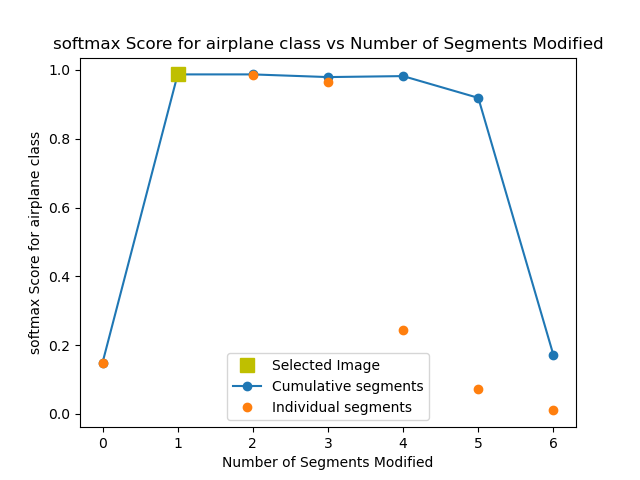 softmax Score for airplane class vs Number of Segments Modified
softmax Score for airplane class
1.0
0.8
0.6
0.4
0.2
0.0
Selected Image
Cumulative segments
Individual segments
0 1 2 3 4 5 6
Number of Segments Modified